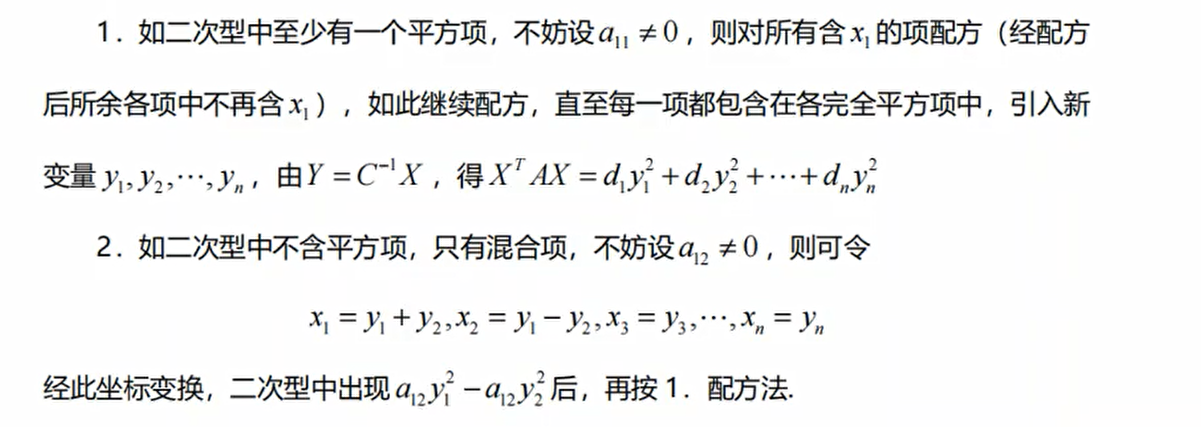 1．如二次型中至少有一个平方项，不妨设 $a_{11} \neq 0$，则对所有含 $x_1$ 的项配方（经配方
后所余各项中不再含 $x_1$），如此继续配方，直至每一项都包含在各完全平方项中，引入新
变量 $y_1, y_2, \cdots, y_n$，由 $Y = C^{-1}X$，得 $X^T AX = d_1y_1^2 + d_2y_2^2 + \cdots + d_ny_n^2$
2．如二次型中不含平方项，只有混合项，不妨设 $a_{12} \neq 0$，则可令
$x_1 = y_1 + y_2, x_2 = y_1 - y_2, x_3 = y_3, \cdots, x_n = y_n$
经此坐标变换，二次型中出现 $a_{12}y_1^2 - a_{12}y_2^2$ 后，再按 1．配方法.